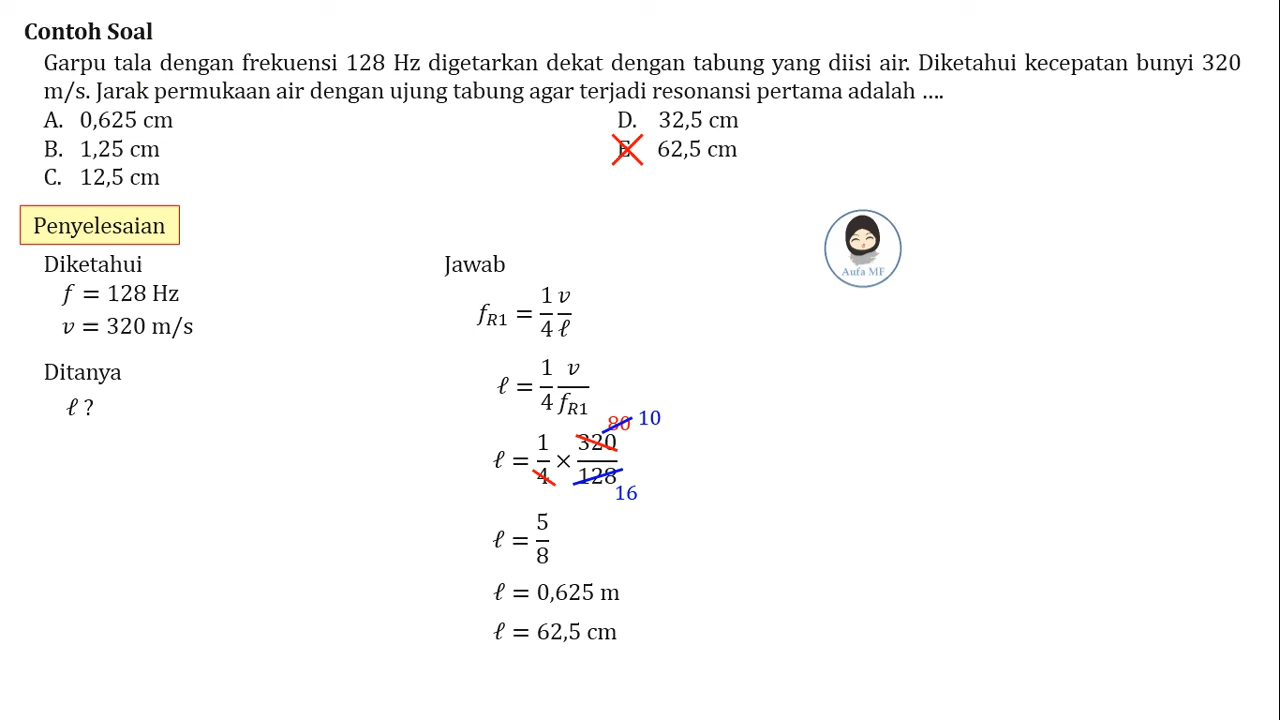 Contoh Soal
Garpu tala dengan frekuensi 128 Hz digetarkan dekat dengan tabung yang diisi air. Diketahui kecepatan bunyi 320
m/s. Jarak permukaan air dengan ujung tabung agar terjadi resonansi pertama adalah ....
A. 0,625 cm
B. 1,25 cm
C. 12,5 cm
D. 32,5 cm
E. 62,5 cm
Penyelesaian
Diketahui
f = 128 Hz
v = 320 m/s
Ditanya
ℓ ?
Jawab
f_R1 = 1/4 v/ℓ
ℓ = 1/4 v/f_R1
80 10
ℓ = 1/4 × 320/128
16
ℓ = 5/8
ℓ = 0,625 m
ℓ = 62,5 cm
Aufa MF